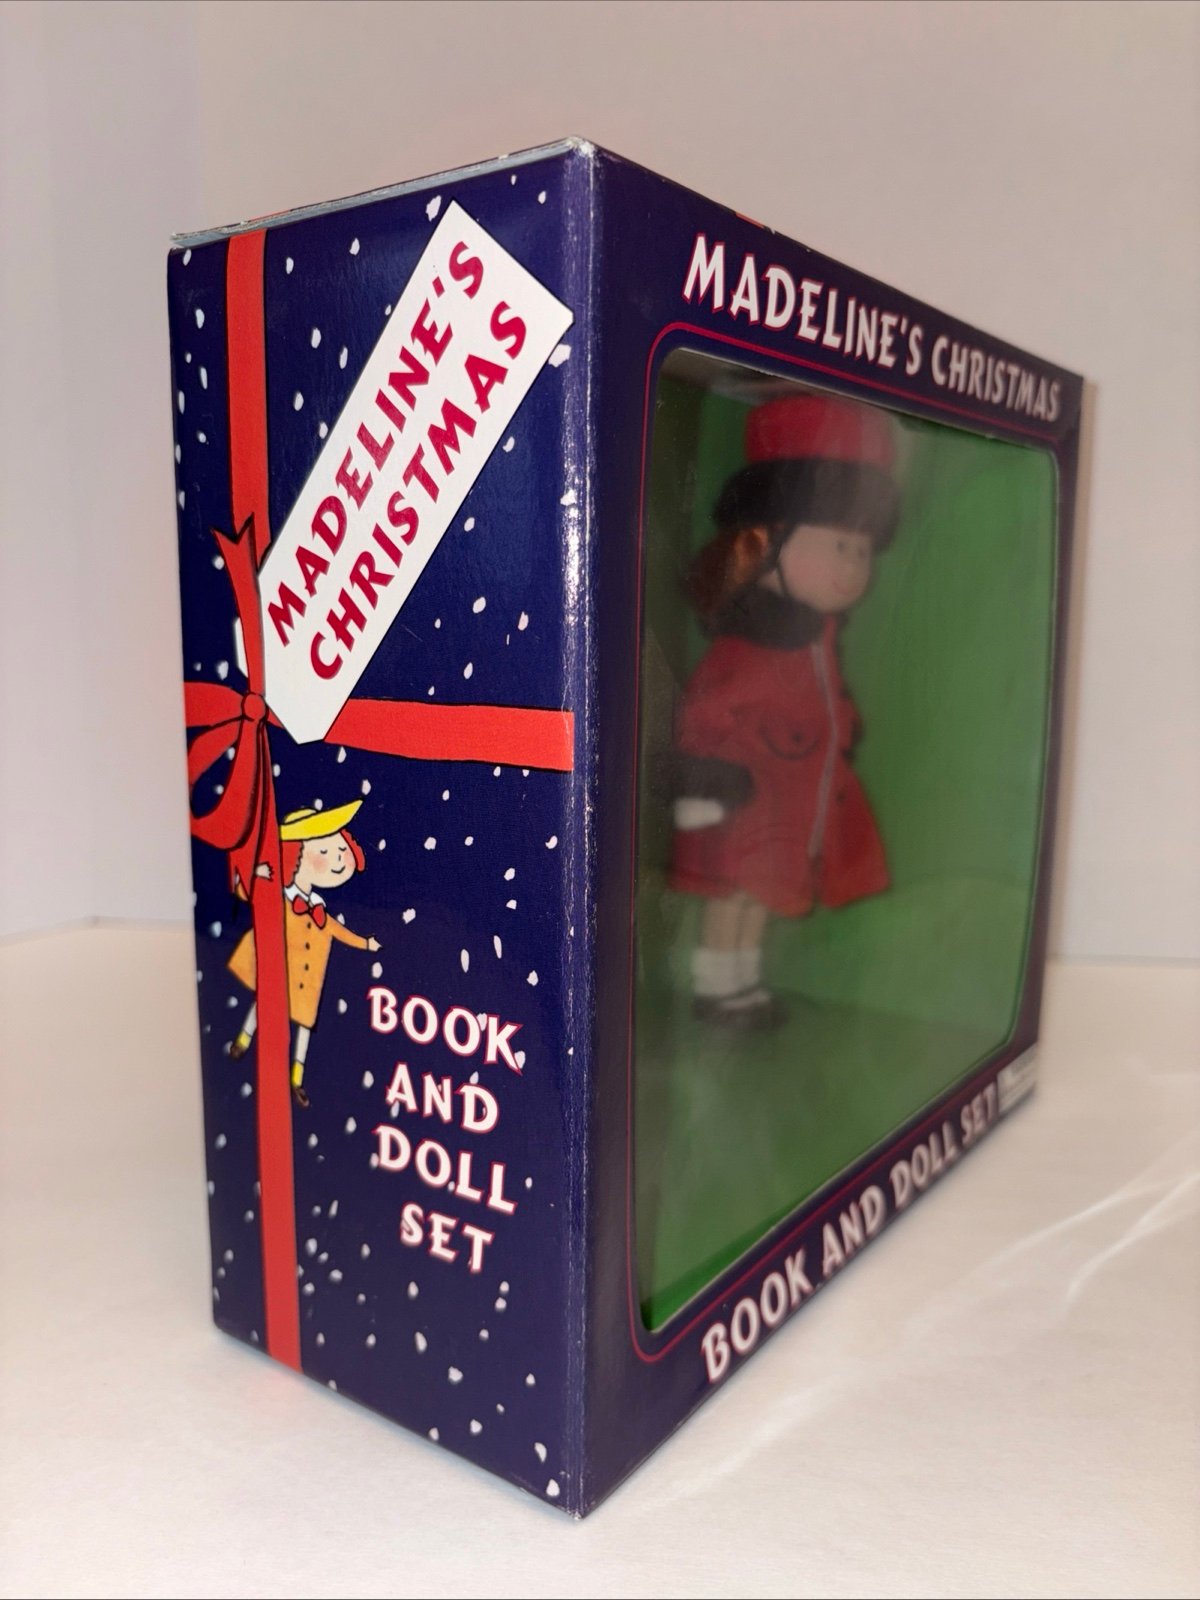 MADELINE'S
CHRISTMAS
BOOK
AND
DOLL
SET
MADELINE'S CHRISTMAS
BOOK AND DOLL SET